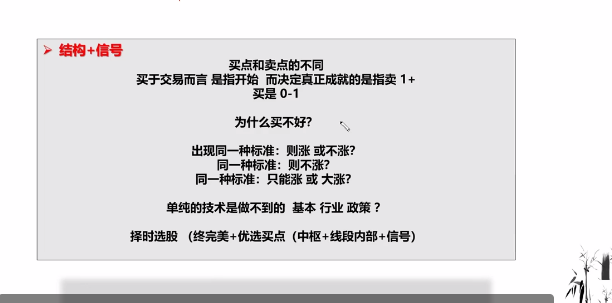 ➢ 结构+信号
买点和卖点的不同
买于交易而言 是指开始 而决定真正成就的是指卖 1+
买是 0-1
为什么买不好？
出现同一种标准：则涨 或不涨？
同一种标准：则不涨？
同一种标准：只能涨 或 大涨？
单纯的技术是做不到的 基本 行业 政策 ？
择时选股 （终完美+优选买点（中枢+线段内部+信号）